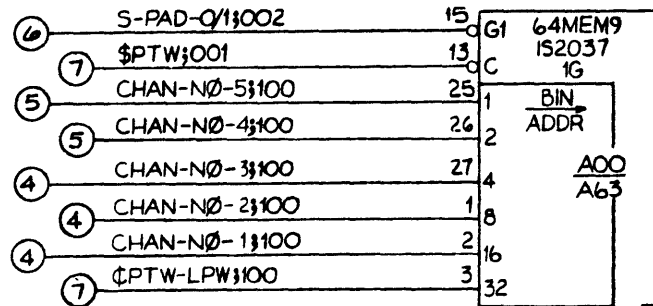 6 S-PAD-0/1;002 15 G1 64MEM9
1S2037
7 $PTW;001 13 C 1G
5 CHAN-NØ-5;100 25 1 BIN
5 CHAN-NØ-4;100 26 2 ADDR
4 CHAN-NØ-3;100 27 4 A00
A63
4 CHAN-NØ-2;100 1 8
4 CHAN-NØ-1;100 2 16
7 ₵PTW-LPW;100 3 32